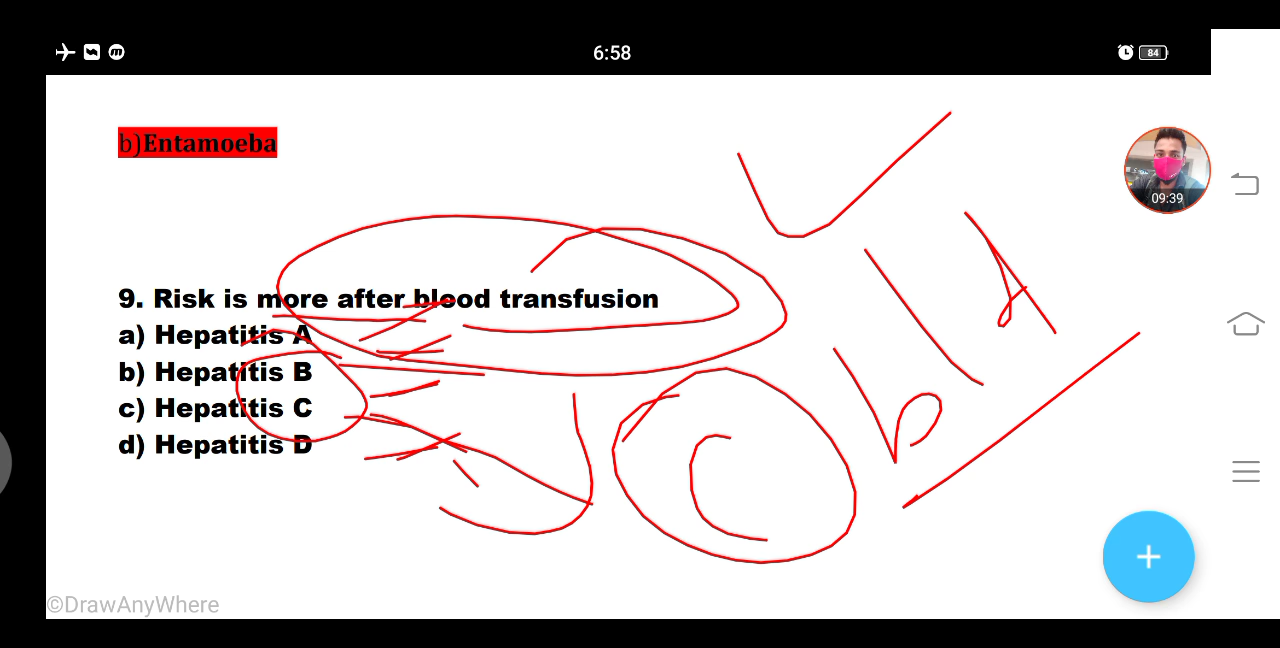 6:58
84
b)Entamoeba
09:39
9. Risk is more after blood transfusion
a) Hepatitis A
b) Hepatitis B
c) Hepatitis C
d) Hepatitis D
C
©DrawAnyWhere